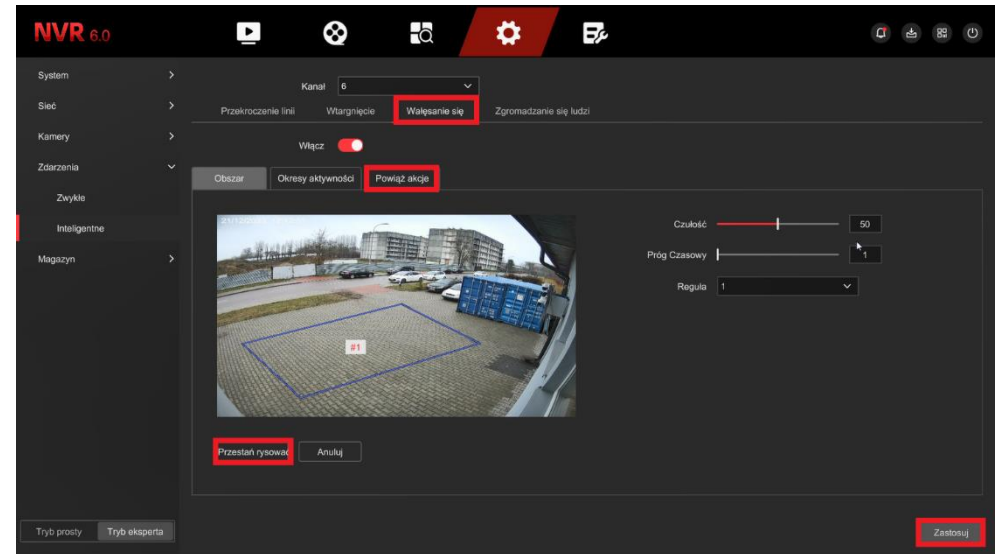 NVR 6.0
System
Sieć
Kamery
Zdarzenia
Zwykłe
Inteligentne
Magazyn
Tryb prosty Tryb eksperta
Kanał 6
Przekroczenie linii Wtargnięcie Wałęsanie się Zgromadzanie się ludzi
Włącz
Obszar Okresy aktywności Powiąż akcje
#1
Czułość 50
Próg Czasowy 1
Reguła 1
Przestań rysować Anuluj
Zastosuj